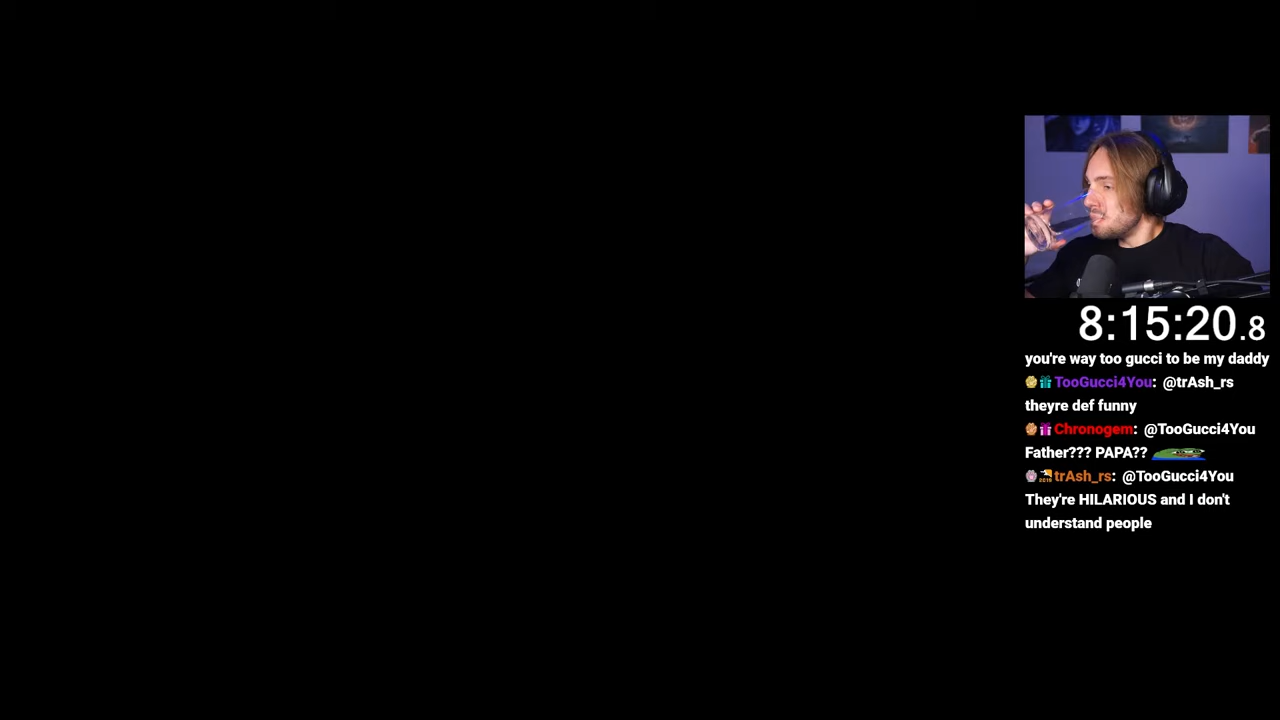 8:15:20.8
you're way too gucci to be my daddy
TooGucci4You: @trAsh_rs
theyre def funny
Chronogem: @TooGucci4You
Father??? PAPA??
trAsh_rs: @TooGucci4You
They're HILARIOUS and I don't
understand people